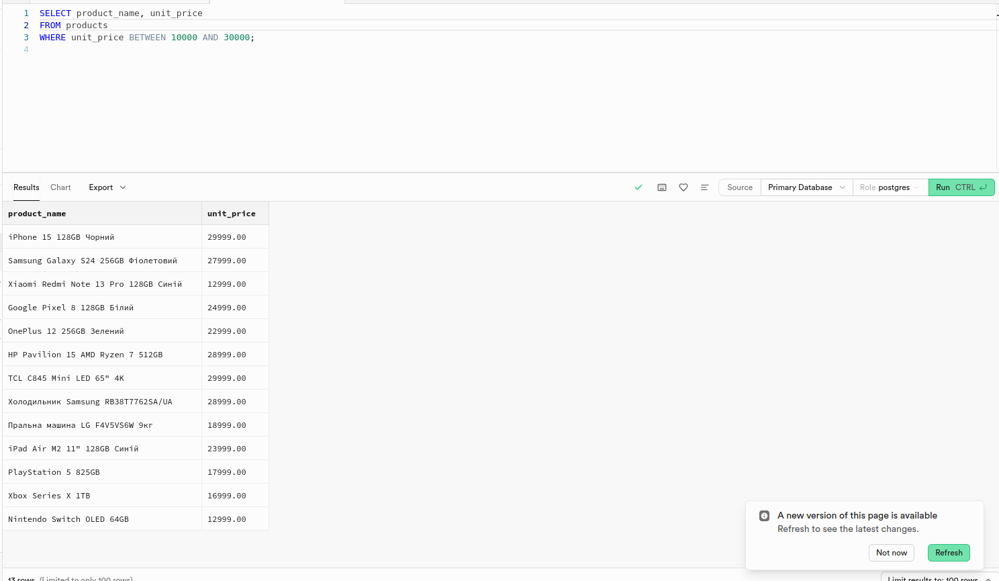 1 SELECT product_name, unit_price
2 FROM products
3 WHERE unit_price BETWEEN 10000 AND 30000;
4
Results Chart Export Source Primary Database Role postgres Run CTRL
product_name unit_price
iPhone 15 128GB Чорний 29999.00
Samsung Galaxy S24 256GB Фіолетовий 27999.00
Xiaomi Redmi Note 13 Pro 128GB Синій 12999.00
Google Pixel 8 128GB Білий 24999.00
OnePlus 12 256GB Зелений 22999.00
HP Pavilion 15 AMD Ryzen 7 512GB 28999.00
TCL C845 Mini LED 65" 4K 29999.00
Холодильник Samsung RB38T7762SA/UA 28999.00
Пральна машина LG F4V5VS6W 9кг 18999.00
iPad Air M2 11" 128GB Синій 23999.00
PlayStation 5 825GB 17999.00
Xbox Series X 1TB 16999.00
Nintendo Switch OLED 64GB 12999.00
A new version of this page is available
Refresh to see the latest changes.
Not now Refresh
13 rows (Limited to only 100 rows) Limit results to: 100 rows